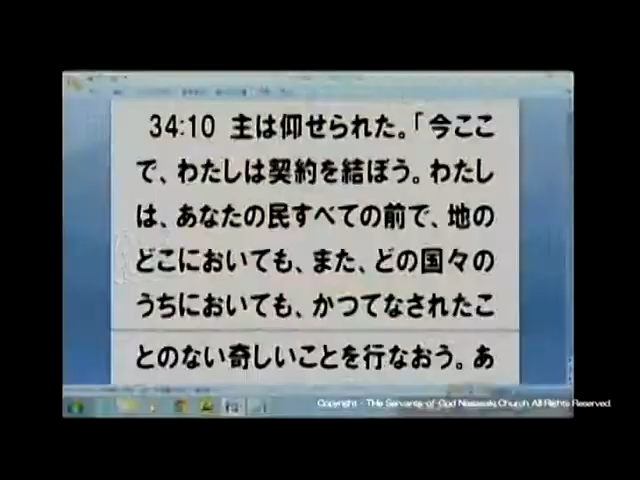 34:10 主は仰せられた。「今ここ
で、わたしは契約を結ぼう。わたし
は、あなたの民すべての前で、地の
どこにおいても、また、どの国々の
うちにおいても、かつてなされたこ
とのない奇しいことを行なおう。あ
Copyright - THe Servants of God Nagasaki Church All Rights Reserved.